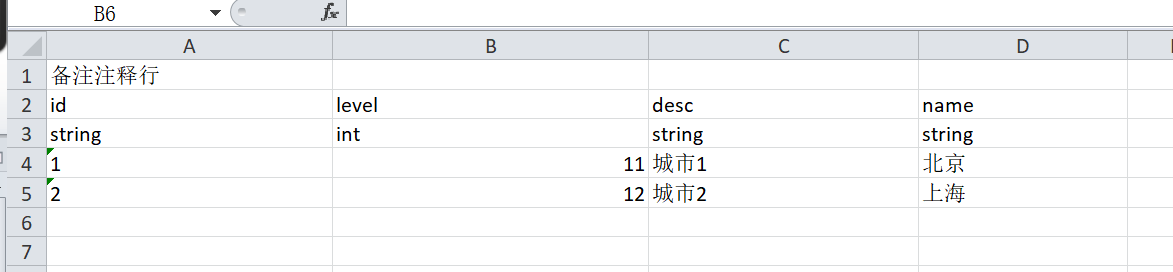 B6 fx
A B C D
1 备注注释行
2 id level desc name
3 string int string string
4 1 11 城市1 北京
5 2 12 城市2 上海
6
7